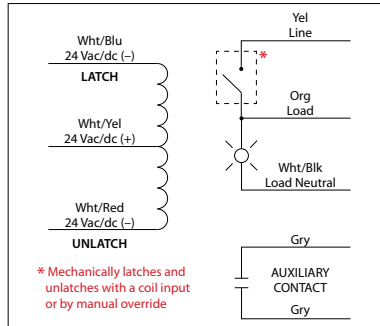 Wht/Blu
24 Vac/dc (–)
LATCH
Wht/Yel
24 Vac/dc (+)
Wht/Red
24 Vac/dc (–)
UNLATCH
* Mechanically latches and
unlatches with a coil input
or by manual override
Yel
Line
*
Org
Load
Wht/Blk
Load Neutral
Gry
AUXILIARY
CONTACT
Gry